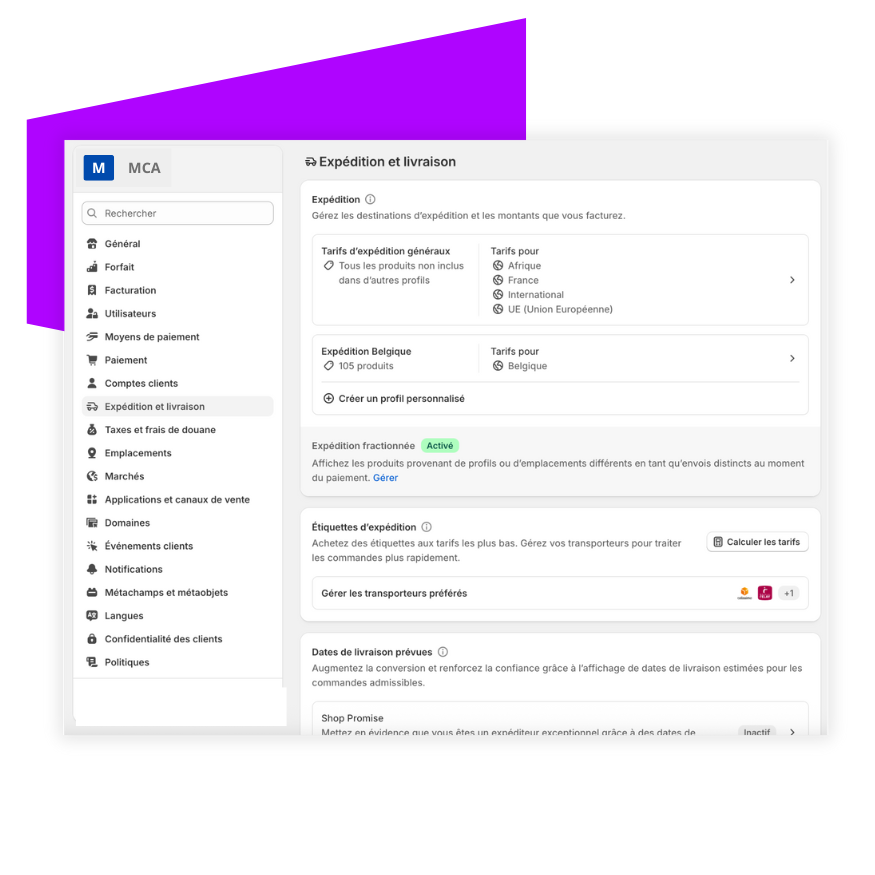 M MCA
Rechercher
Général
Forfait
Facturation
Utilisateurs
Moyens de paiement
Paiement
Comptes clients
Expédition et livraison
Taxes et frais de douane
Emplacements
Marchés
Applications et canaux de vente
Domaines
Événements clients
Notifications
Métachamps et métaobjets
Langues
Confidentialité des clients
Politiques
Expédition et livraison
Expédition
Gérez les destinations d'expédition et les montants que vous facturez.
Tarifs d'expédition généraux
Tous les produits non inclus
dans d'autres profils
Tarifs pour
Afrique
France
International
UE (Union Européenne)
Expédition Belgique
105 produits
Tarifs pour
Belgique
Créer un profil personnalisé
Expédition fractionnée Activé
Affichez les produits provenant de profils ou d'emplacements différents en tant qu'envois distincts au moment
du paiement. Gérer
Étiquettes d'expédition
Achetez des étiquettes aux tarifs les plus bas. Gérez vos transporteurs pour traiter
les commandes plus rapidement.
Calculer les tarifs
Gérer les transporteurs préférés
+1
Dates de livraison prévues
Augmentez la conversion et renforcez la confiance grâce à l'affichage de dates de livraison estimées pour les
commandes admissibles.
Shop Promise
Mettez en évidence que vous êtes un expéditeur exceptionnel grâce à des dates de
Inactif